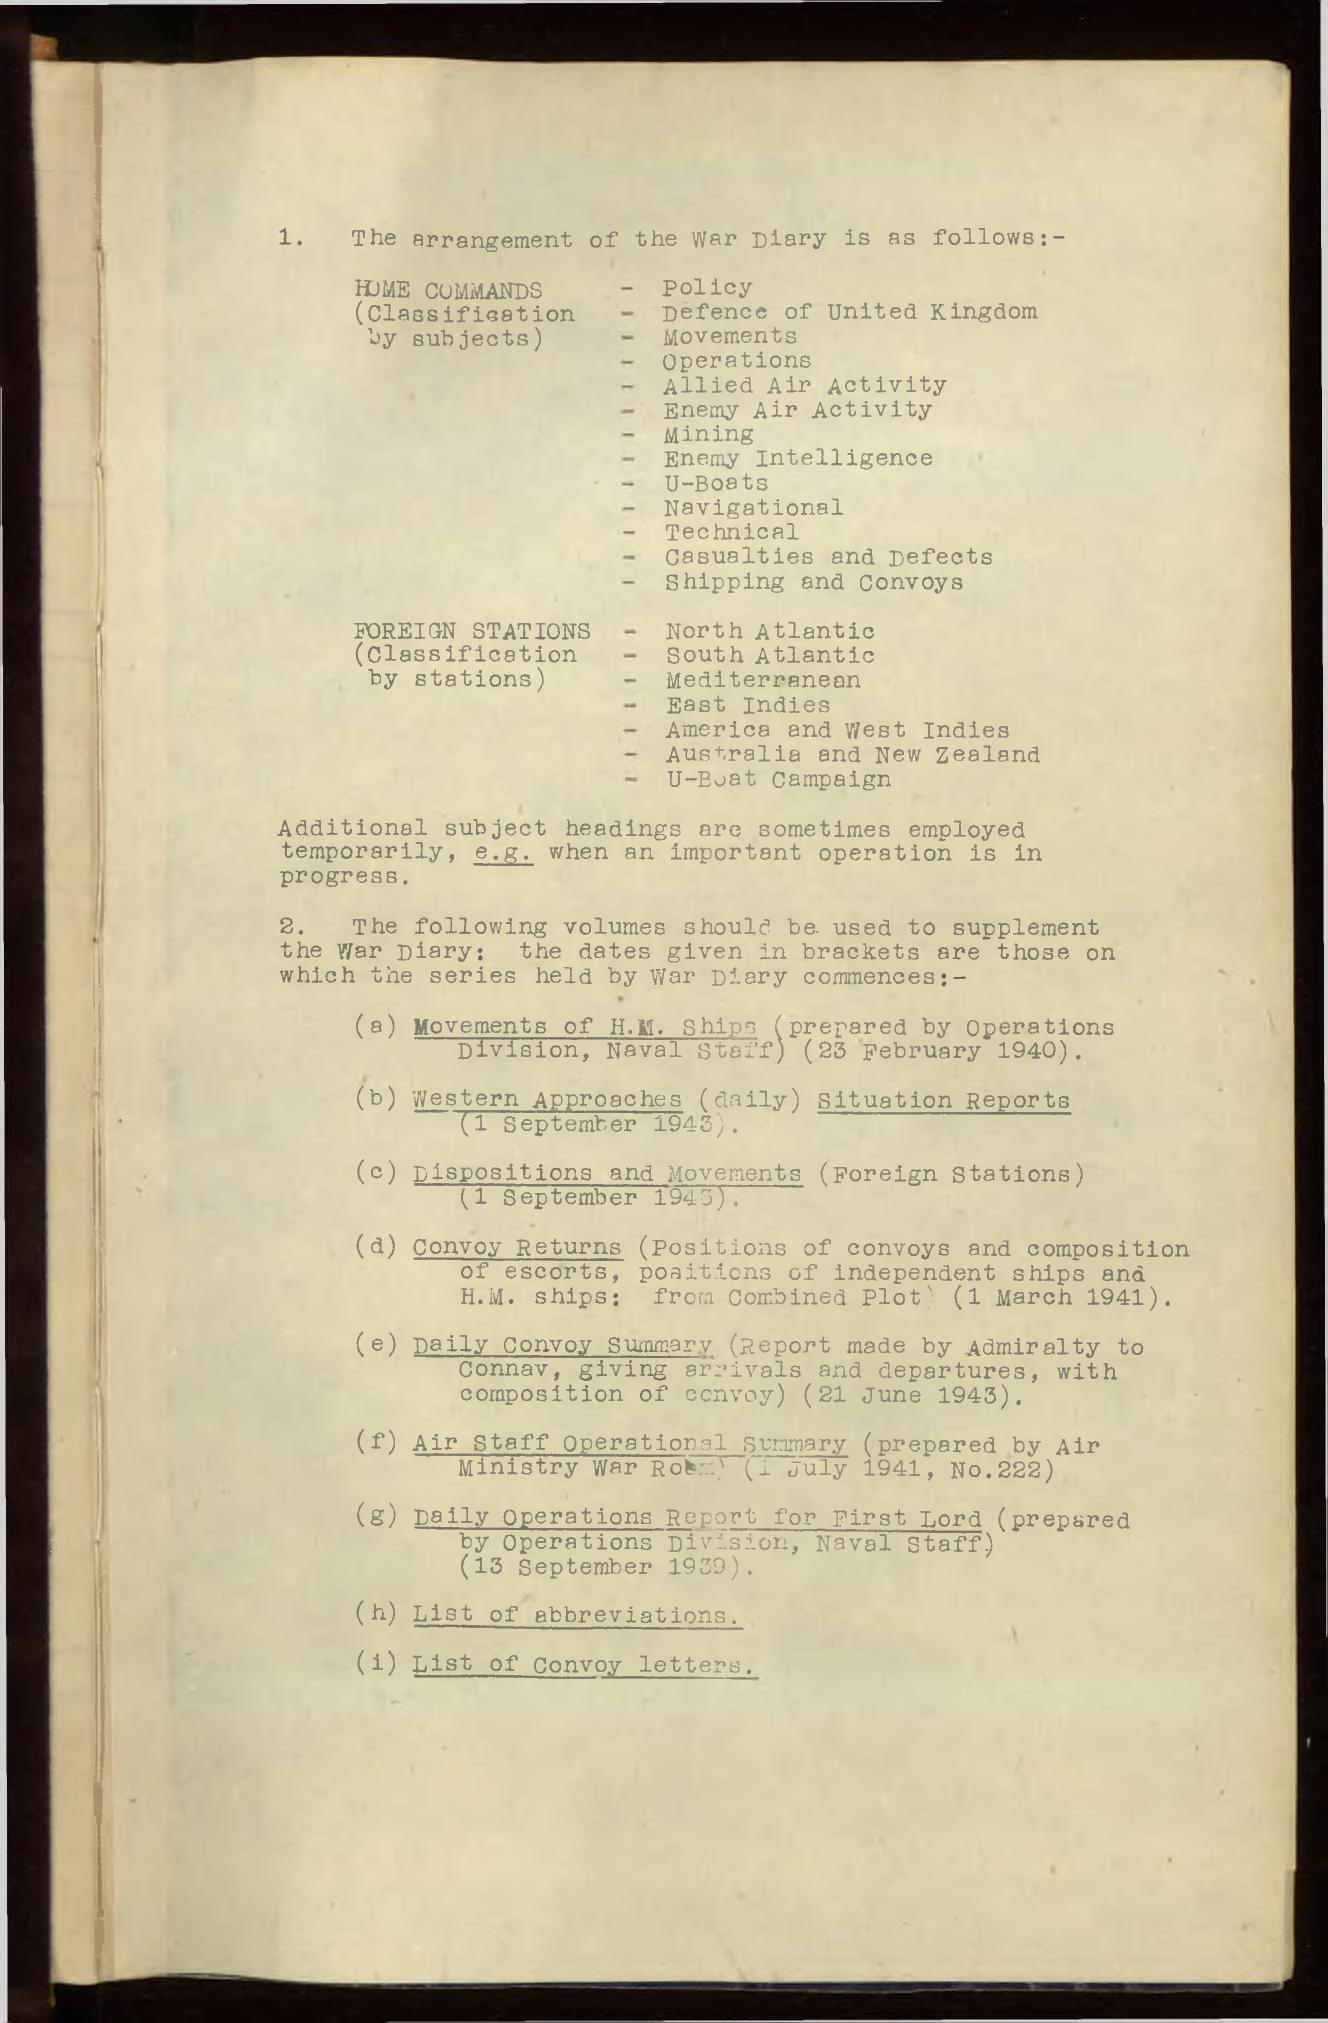 1. The arrangement of the War Diary is as follows:-
HOME COMMANDS - Policy
(Classification - Defence of United Kingdom
by subjects) - Movements
- Operations
- Allied Air Activity
- Enemy Air Activity
- Mining
- Enemy Intelligence
- U-Boats
- Navigational
- Technical
- Casualties and Defects
- Shipping and Convoys
FOREIGN STATIONS - North Atlantic
(Classification - South Atlantic
by stations) - Mediterranean
- East Indies
- America and West Indies
- Australia and New Zealand
- U-Boat Campaign
Additional subject headings are sometimes employed
temporarily, e.g. when an important operation is in
progress.
2. The following volumes should be used to supplement
the War Diary: the dates given in brackets are those on
which the series held by War Diary commences:-
(a) Movements of H.M. Ships (prepared by Operations
Division, Naval Staff) (23 February 1940).
(b) Western Approaches (daily) Situation Reports
(1 September 1943).
(c) Dispositions and Movements (Foreign Stations)
(1 September 1943).
(d) Convoy Returns (Positions of convoys and composition
of escorts, positions of independent ships and
H.M. ships: from Combined Plot) (1 March 1941).
(e) Daily Convoy Summary (Report made by Admiralty to
Connav, giving arrivals and departures, with
composition of convoy) (21 June 1943).
(f) Air Staff Operational Summary (prepared by Air
Ministry War Room) (1 July 1941, No.222)
(g) Daily Operations Report for First Lord (prepared
by Operations Division, Naval Staff)
(13 September 1939).
(h) List of abbreviations.
(i) List of Convoy letters.